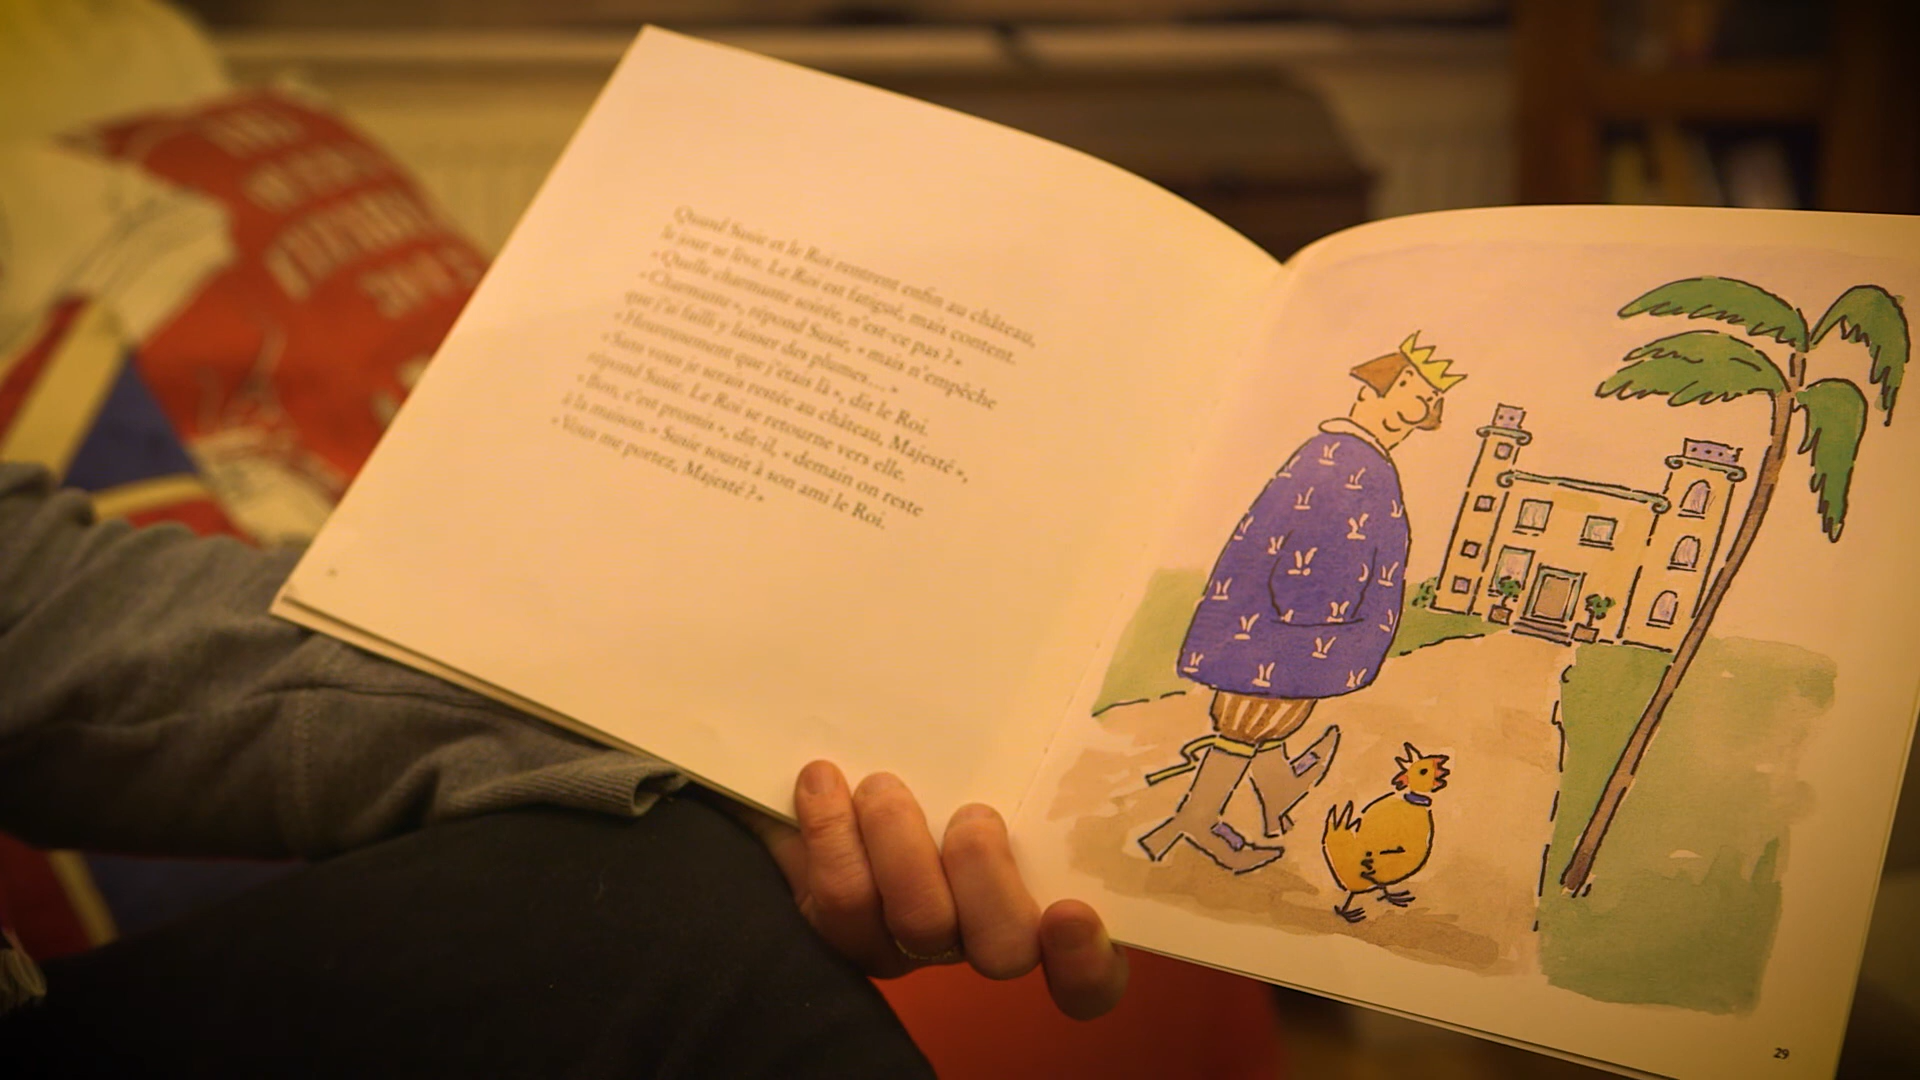 Quand Susie et le Roi rentrent enfin au château,
le jour se lève. Le Roi est fatigué, mais content.
« Quelle charmante soirée, n'est-ce pas ? »
« Charmante », répond Susie, « mais n'empêche
que j'ai failli y laisser des plumes... »
« Heureusement que j'étais là », dit le Roi.
« Sans vous je serais restée au château, Majesté »,
répond Susie. Le Roi se retourne vers elle.
« Bon, c'est promis », dit-il, « demain on reste
à la maison. » Susie sourit à son ami le Roi.
« Vous me portez, Majesté ? »
29